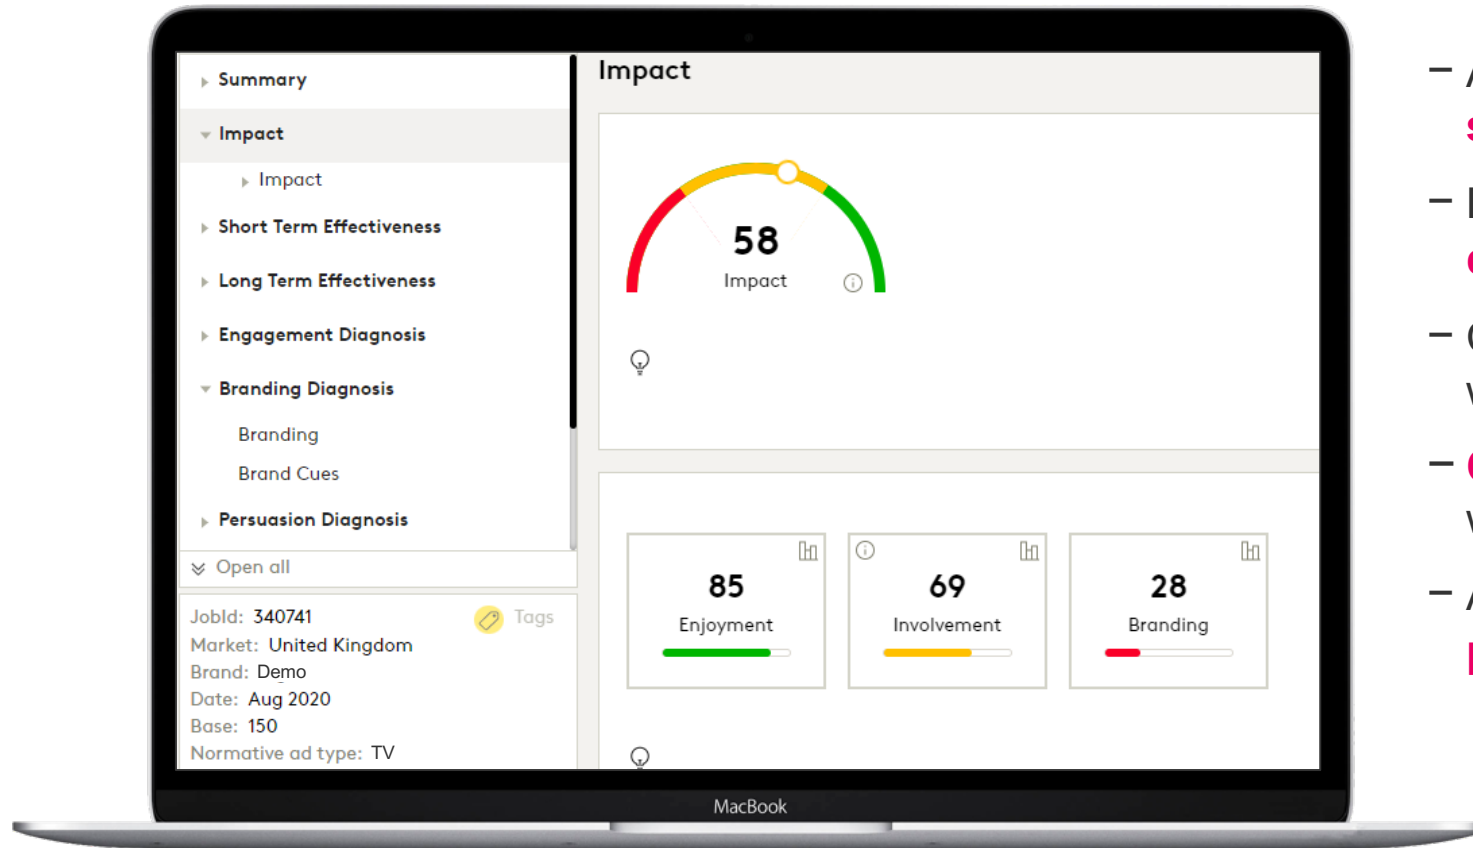 Summary
Impact
Impact
Short Term Effectiveness
Long Term Effectiveness
Engagement Diagnosis
Branding Diagnosis
Branding
Brand Cues
Persuasion Diagnosis
Open all
JobId: 340741
Tags
Market: United Kingdom
Brand: Demo
Date: Aug 2020
Base: 150
Normative ad type: TV
Impact
58
Impact
85
Enjoyment
69
Involvement
28
Branding
MacBook